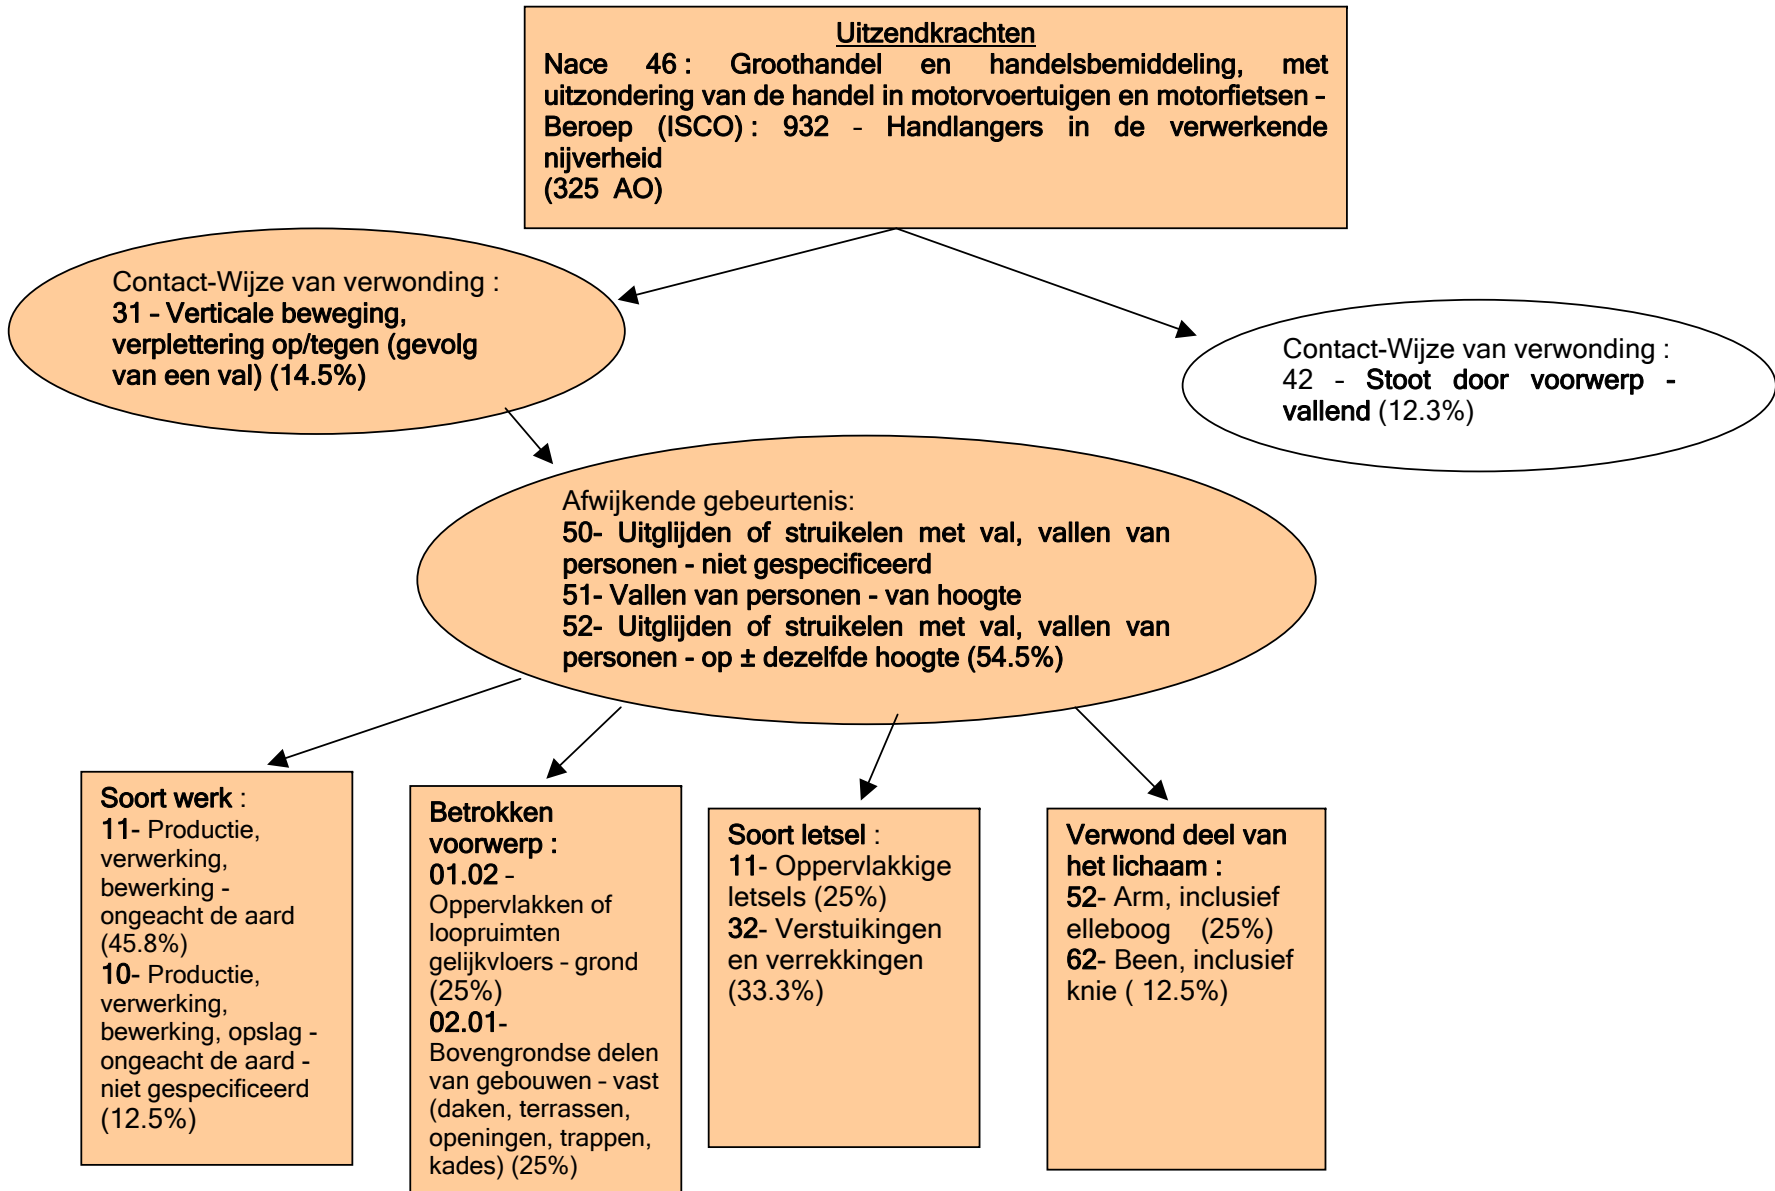 Uitzendkrachten
Nace 46 : Groothandel en handelsbemiddeling, met
uitzondering van de handel in motorvoertuigen en motorfietsen –
Beroep (ISCO) : 932 - Handlangers in de verwerkende
nijverheid
(325 AO)
Contact-Wijze van verwonding :
31 – Verticale beweging,
verplettering op/tegen (gevolg
van een val) (14.5%)
Contact-Wijze van verwonding :
42 - Stoot door voorwerp -
vallend (12.3%)
Afwijkende gebeurtenis:
50- Uitglijden of struikelen met val, vallen van
personen - niet gespecificeerd
51- Vallen van personen - van hoogte
52- Uitglijden of struikelen met val, vallen van
personen - op ± dezelfde hoogte (54.5%)
Soort werk :
11- Productie,
verwerking,
bewerking -
ongeacht de aard
(45.8%)
10- Productie,
verwerking,
bewerking, opslag -
ongeacht de aard -
niet gespecificeerd
(12.5%)
Betrokken
voorwerp :
01.02 –
Oppervlakken of
loopruimten
gelijkvloers – grond
(25%)
02.01-
Bovengrondse delen
van gebouwen – vast
(daken, terrassen,
openingen, trappen,
kades) (25%)
Soort letsel :
11- Oppervlakkige
letsels (25%)
32- Verstuikingen
en verrekkingen
(33.3%)
Verwond deel van
het lichaam :
52- Arm, inclusief
elleboog (25%)
62- Been, inclusief
knie ( 12.5%)